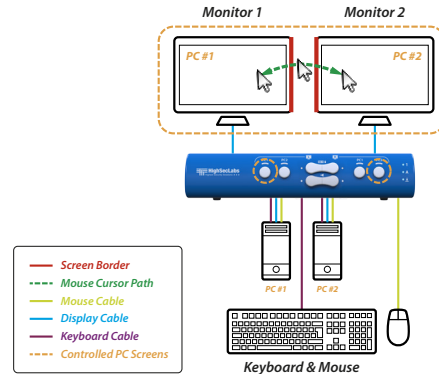 Monitor 1 Monitor 2
PC #1 PC #2
HighSecLabs
PC #1 PC #2
Screen Border
Mouse Cursor Path
Mouse Cable
Display Cable
Keyboard Cable
Controlled PC Screens
Keyboard & Mouse